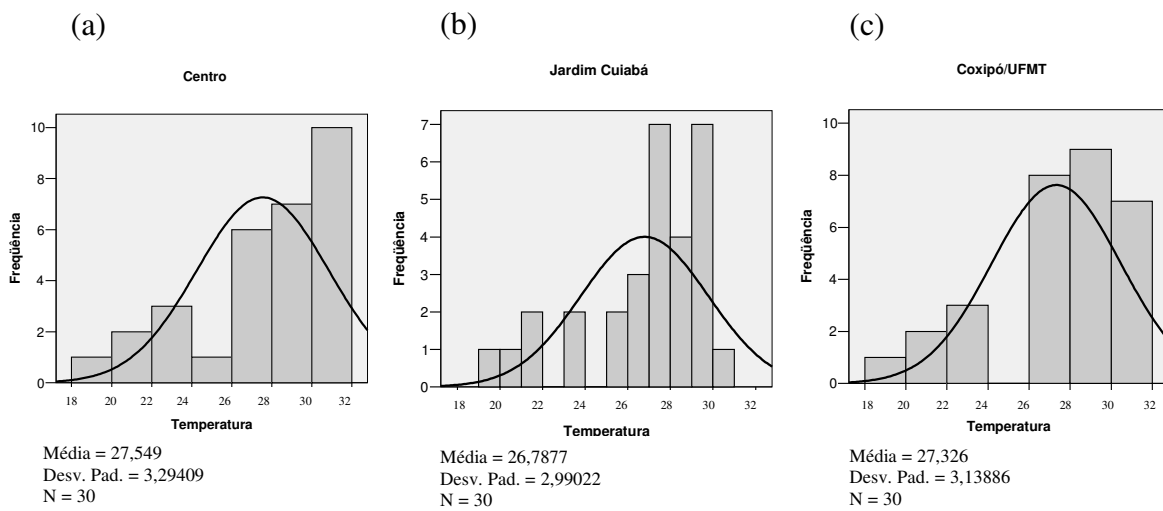 (a)
Centro
Freqüência
10
8
6
4
2
0
18 20 22 24 26 28 30 32
Temperatura
Média = 27,549
Desv. Pad. = 3,29409
N = 30
(b)
Jardim Cuiabá
Freqüência
7
6
5
4
3
2
1
0
18 20 22 24 26 28 30 32
Temperatura
Média = 26,7877
Desv. Pad. = 2,99022
N = 30
(c)
Coxipó/UFMT
Freqüência
10
8
6
4
2
0
18 20 22 24 26 28 30 32
Temperatura
Média = 27,326
Desv. Pad. = 3,13886
N = 30